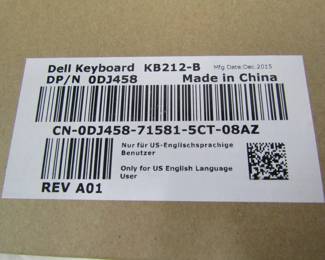 Dell Keyboard KB212-B Mfg Date:Dec.2015
DP/N 0DJ458 Made in China
CN-0DJ458-71581-5CT-08AZ
Nur für US-Englischsprachige
Benutzer
Only for US English Language
User
REV A01